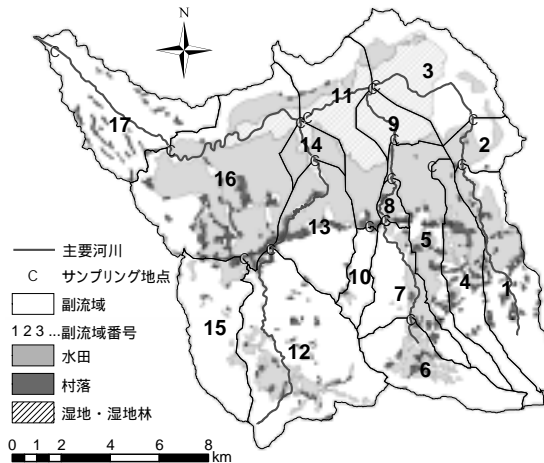 N
3
11
17
9
2
14
16
8
13
5
10
4
1
7
15
12
6
主要河川
C サンプリング地点
副流域
1 2 3 ...副流域番号
水田
村落
湿地・湿地林
0 1 2 4 6 8
km